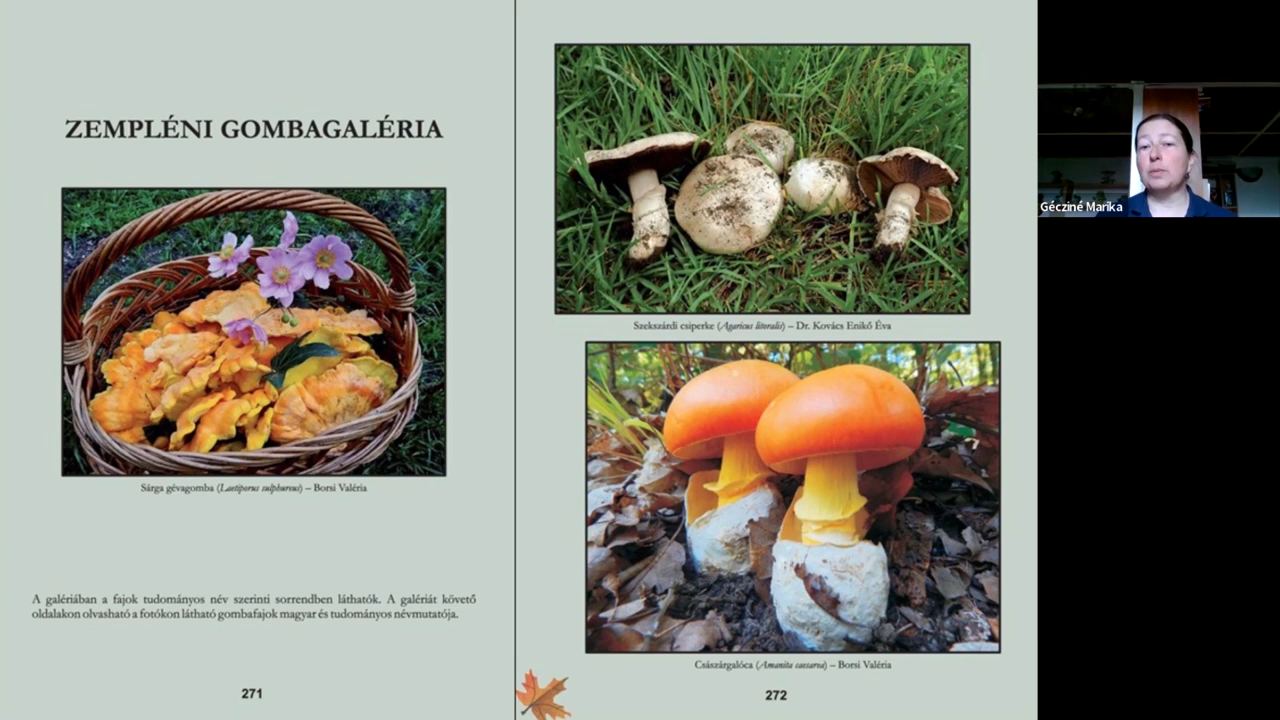 ZEMPLÉNI GOMBAGALÉRIA
Sárga gévagomba (Laetiporus sulphureus) – Borsi Valéria
A galériában a fajok tudományos név szerinti sorrendben láthatók. A galériát követő
oldalakon olvasható a fotókon látható gombafajok magyar és tudományos névmutatója.
271
Szekszárdi csiperke (Agaricus litoralis) – Dr. Kovács Enikő Éva
Császárgalóca (Amanita caesarea) – Borsi Valéria
272
Gécziné Marika